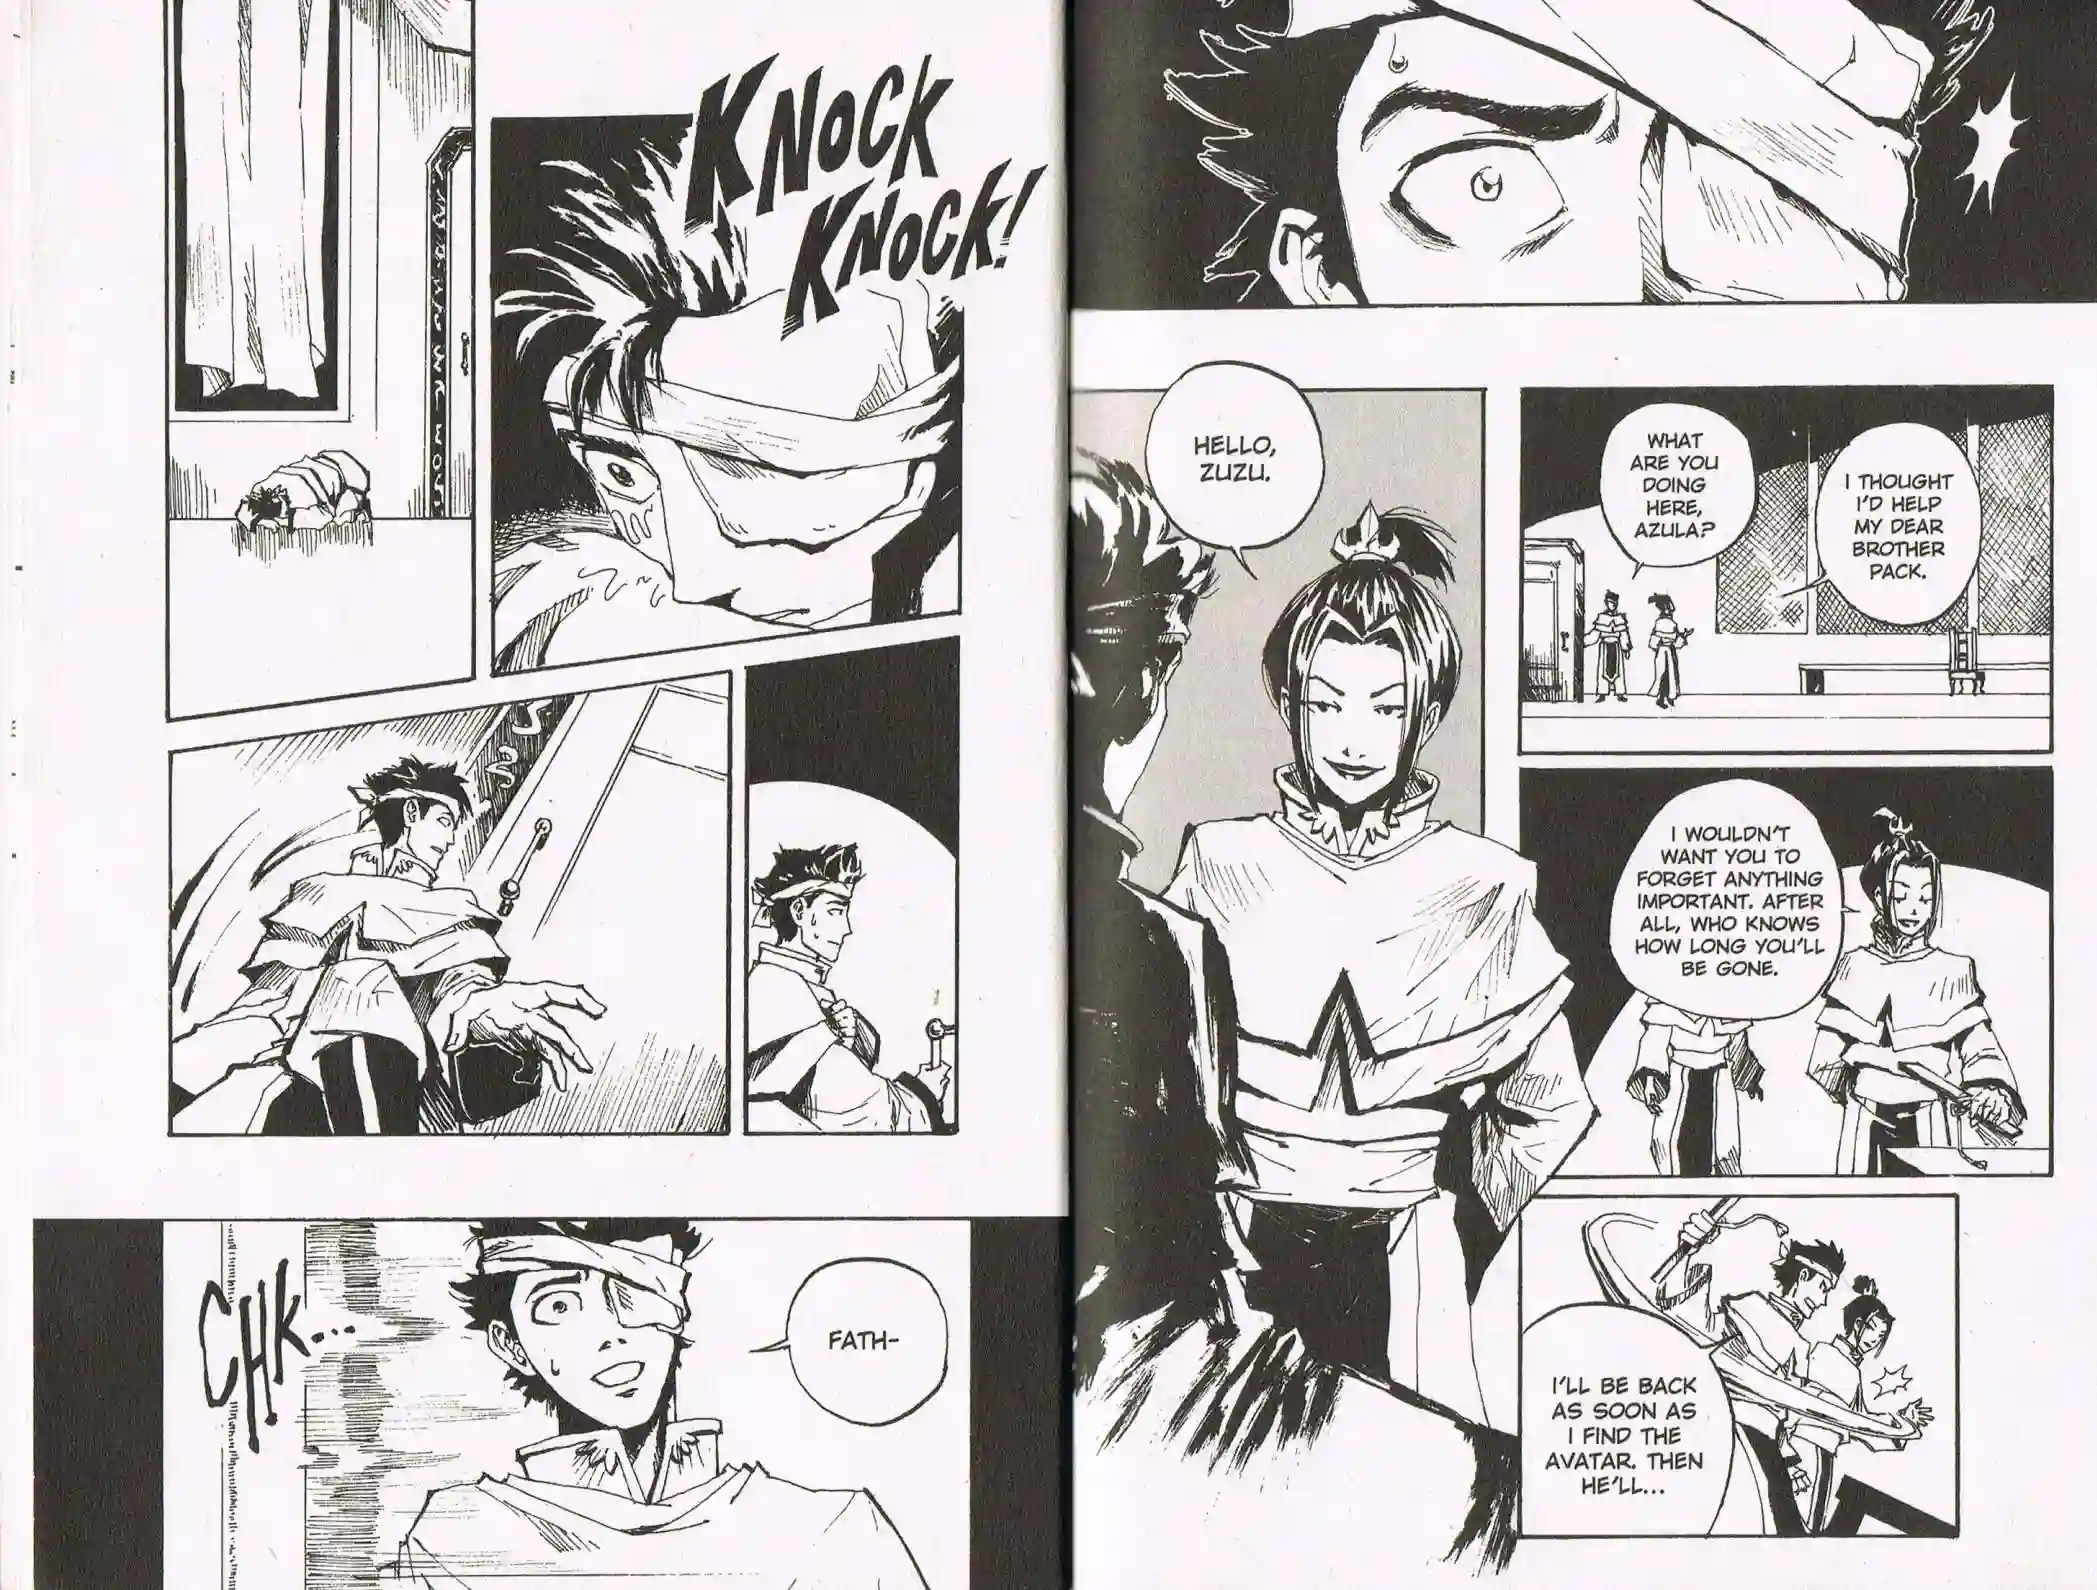 KNOCK
KNOCK!
CHK...
FATH-
HELLO,
ZUZU.
WHAT
ARE YOU
DOING
HERE,
AZULA?
I THOUGHT
I'D HELP
MY DEAR
BROTHER
PACK.
I WOULDN'T
WANT YOU TO
FORGET ANYTHING
IMPORTANT. AFTER
ALL, WHO KNOWS
HOW LONG YOU'LL
BE GONE.
I'LL BE BACK
AS SOON AS
I FIND THE
AVATAR. THEN
HE'LL...